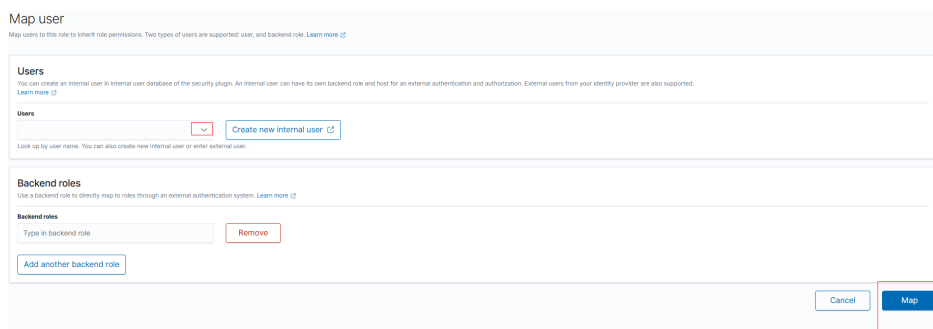 Map user
Map users to this role to inherit role permissions. Two types of users are supported: user, and backend role. Learn more
Users
You can create an internal user in internal user database of the security plugin. An internal user can have its own backend role and host for an external authentication and authorization. External users from your identity provider are also supported.
Learn more
Users
Create new internal user
Look up by user name. You can also create new internal user or enter external user.
Backend roles
Use a backend role to directly map to roles through an external authentication system. Learn more
Backend roles
Type in backend role Remove
Add another backend role
Cancel Map